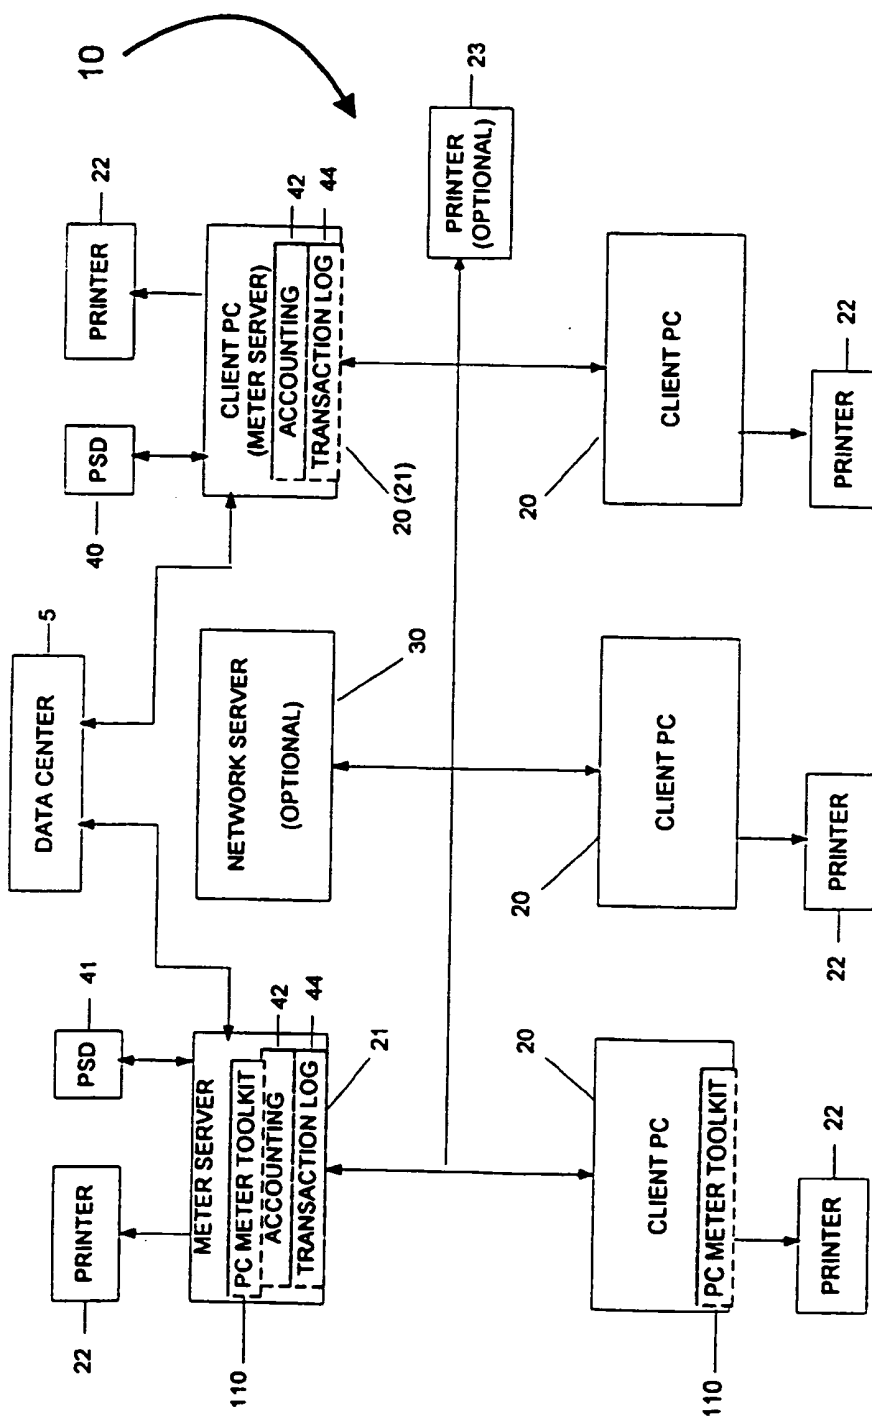 10
DATA CENTER
5
22
PRINTER
PSD
41
40
PSD
PRINTER
22
110
METER SERVER
PC METER TOOLKIT
ACCOUNTING
TRANSACTION LOG
42
44
21
NETWORK SERVER
(OPTIONAL)
30
CLIENT PC
(METER SERVER)
ACCOUNTING
TRANSACTION LOG
42
44
20 (21)
PRINTER
(OPTIONAL)
23
20
CLIENT PC
PC METER TOOLKIT
110
PRINTER
22
20
CLIENT PC
22
PRINTER
20
CLIENT PC
PRINTER
22